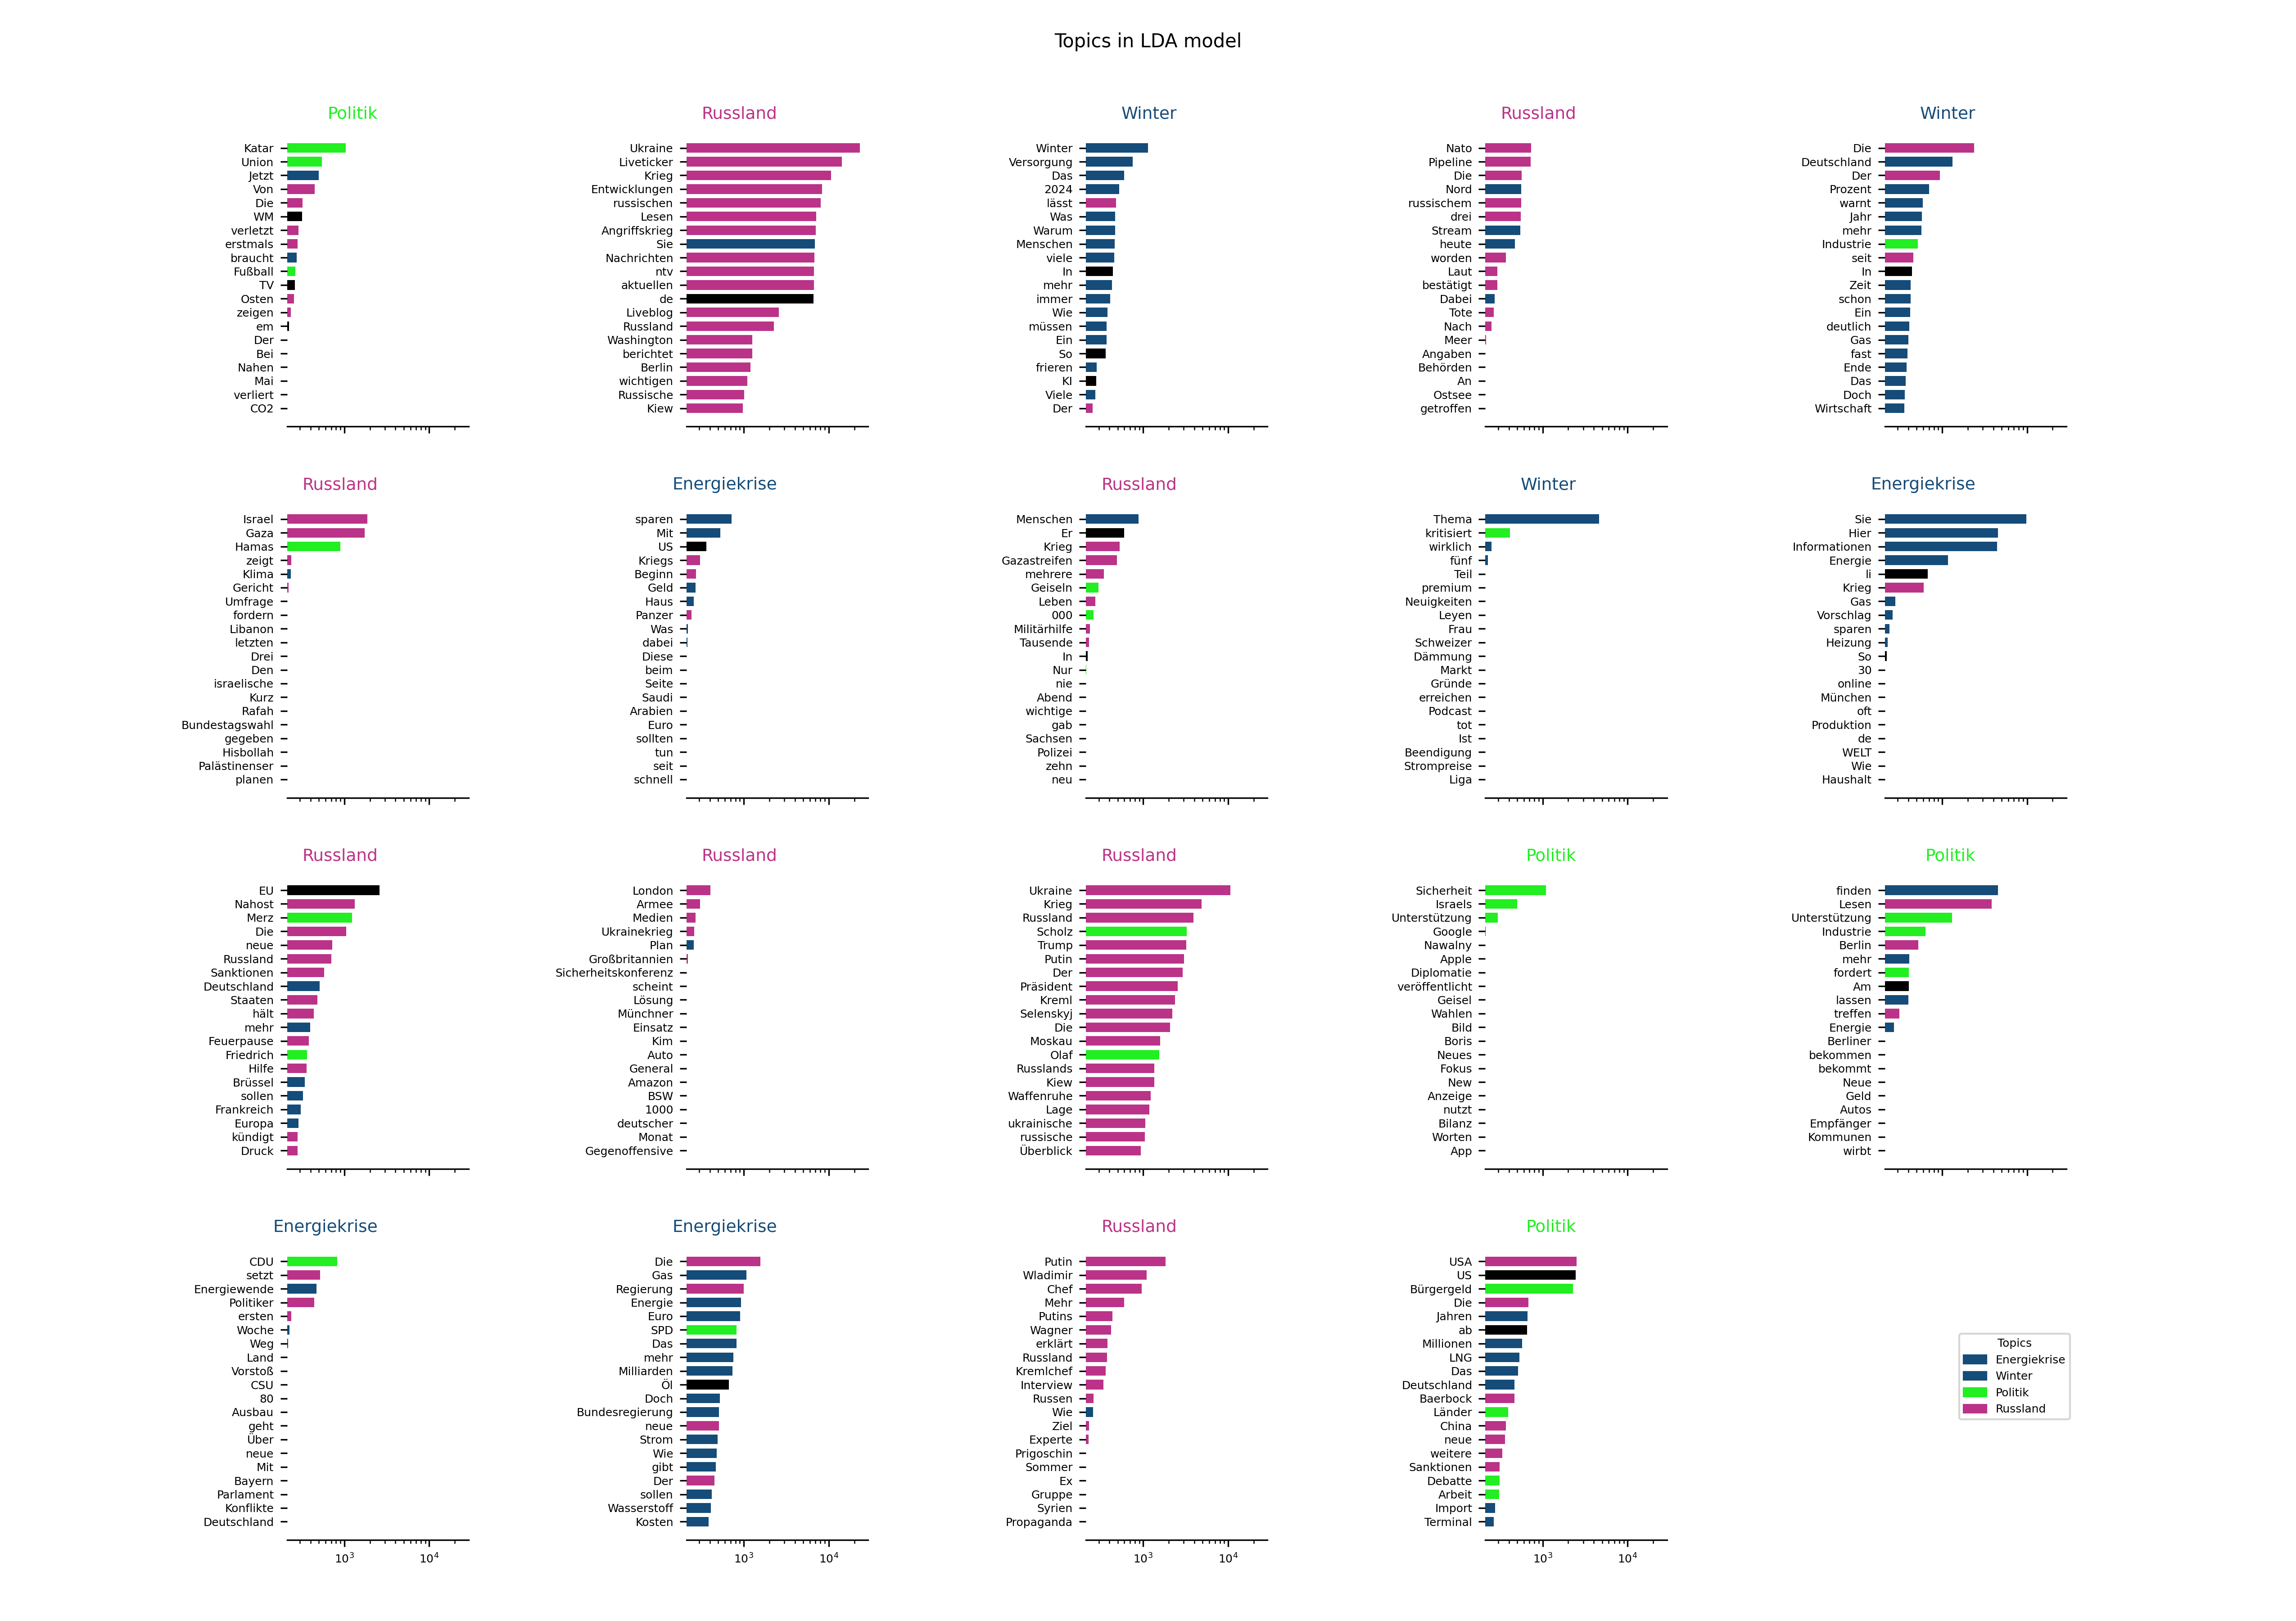 Topics in LDA model
Politik
Katar
Union
Jetzt
Von
Die
WM
verletzt
erstmals
braucht
Fußball
TV
Osten
zeigen
em
Der
Bei
Nahen
Mai
verliert
CO2
Russland
Ukraine
Liveticker
Krieg
Entwicklungen
russischen
Lesen
Angriffskrieg
Sie
Nachrichten
ntv
aktuellen
de
Liveblog
Russland
Washington
berichtet
Berlin
wichtigen
Russische
Kiew
Winter
Winter
Versorgung
Das
2024
lässt
Was
Warum
Menschen
viele
In
mehr
immer
Wie
müssen
Ein
So
frieren
KI
Viele
Der
Russland
Nato
Pipeline
Die
Nord
russischem
drei
Stream
heute
worden
Laut
bestätigt
Dabei
Tote
Nach
Meer
Angaben
Behörden
An
Ostsee
getroffen
Winter
Die
Deutschland
Der
Prozent
warnt
Jahr
mehr
Industrie
seit
In
Zeit
schon
Ein
deutlich
Gas
fast
Ende
Das
Doch
Wirtschaft
Russland
Israel
Gaza
Hamas
zeigt
Klima
Gericht
Umfrage
fordern
Libanon
letzten
Drei
Den
israelische
Kurz
Rafah
Bundestagswahl
gegeben
Hisbollah
Palästinenser
planen
Energiekrise
sparen
Mit
US
Kriegs
Beginn
Geld
Haus
Panzer
Was
dabei
Diese
beim
Seite
Saudi
Arabien
Euro
sollten
tun
seit
schnell
Russland
Menschen
Er
Krieg
Gazastreifen
mehrere
Geiseln
Leben
000
Militärhilfe
Tausende
In
Nur
nie
Abend
wichtige
gab
Sachsen
Polizei
zehn
neu
Winter
Thema
kritisiert
wirklich
fünf
Teil
premium
Neuigkeiten
Leyen
Frau
Schweizer
Dämmung
Markt
Gründe
erreichen
Podcast
tot
Ist
Beendigung
Strompreise
Liga
Energiekrise
Sie
Hier
Informationen
Energie
li
Krieg
Gas
Vorschlag
sparen
Heizung
So
30
online
München
oft
Produktion
de
WELT
Wie
Haushalt
Russland
EU
Nahost
Merz
Die
neue
Russland
Sanktionen
Deutschland
Staaten
hält
mehr
Feuerpause
Friedrich
Hilfe
Brüssel
sollen
Frankreich
Europa
kündigt
Druck
Russland
London
Armee
Medien
Ukrainekrieg
Plan
Großbritannien
Sicherheitskonferenz
scheint
Lösung
Münchner
Einsatz
Kim
Auto
General
Amazon
BSW
1000
deutscher
Monat
Gegenoffensive
Russland
Ukraine
Krieg
Russland
Scholz
Trump
Putin
Der
Präsident
Kreml
Selenskyj
Die
Moskau
Olaf
Russlands
Kiew
Waffenruhe
Lage
ukrainische
russische
Überblick
Politik
Sicherheit
Israels
Unterstützung
Google
Nawalny
Apple
Diplomatie
veröffentlicht
Geisel
Wahlen
Bild
Boris
Neues
Fokus
New
Anzeige
nutzt
Bilanz
Worten
App
Politik
finden
Lesen
Unterstützung
Industrie
Berlin
mehr
fordert
Am
lassen
treffen
Energie
Berliner
bekommen
bekommt
Neue
Geld
Autos
Empfänger
Kommunen
wirbt
Energiekrise
CDU
setzt
Energiewende
Politiker
ersten
Woche
Weg
Land
Vorstoß
CSU
80
Ausbau
geht
Über
neue
Mit
Bayern
Parlament
Konflikte
Deutschland
10³ 10⁴
Energiekrise
Die
Gas
Regierung
Energie
Euro
SPD
Das
mehr
Milliarden
Öl
Doch
Bundesregierung
neue
Strom
Wie
gibt
Der
sollen
Wasserstoff
Kosten
10³ 10⁴
Russland
Putin
Wladimir
Chef
Mehr
Putins
Wagner
erklärt
Russland
Kremlchef
Interview
Russen
Wie
Ziel
Experte
Prigoschin
Sommer
Ex
Gruppe
Syrien
Propaganda
10³ 10⁴
Politik
USA
US
Bürgergeld
Die
Jahren
ab
Millionen
LNG
Das
Deutschland
Baerbock
Länder
China
neue
weitere
Sanktionen
Debatte
Arbeit
Import
Terminal
10³ 10⁴
Topics
Energiekrise
Winter
Politik
Russland